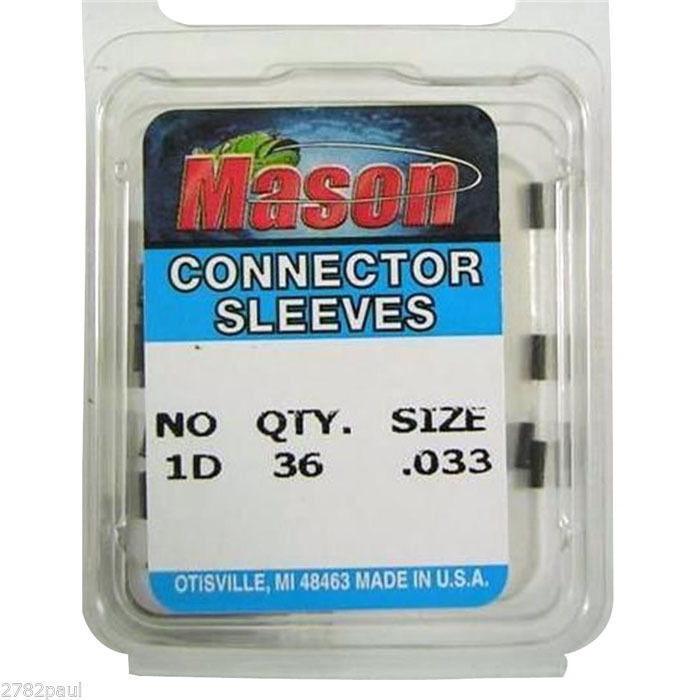 Mason
CONNECTOR
SLEEVES
NO QTY. SIZE
1D 36 .033
OTISVILLE, MI 48463 MADE IN U.S.A.
2782paul